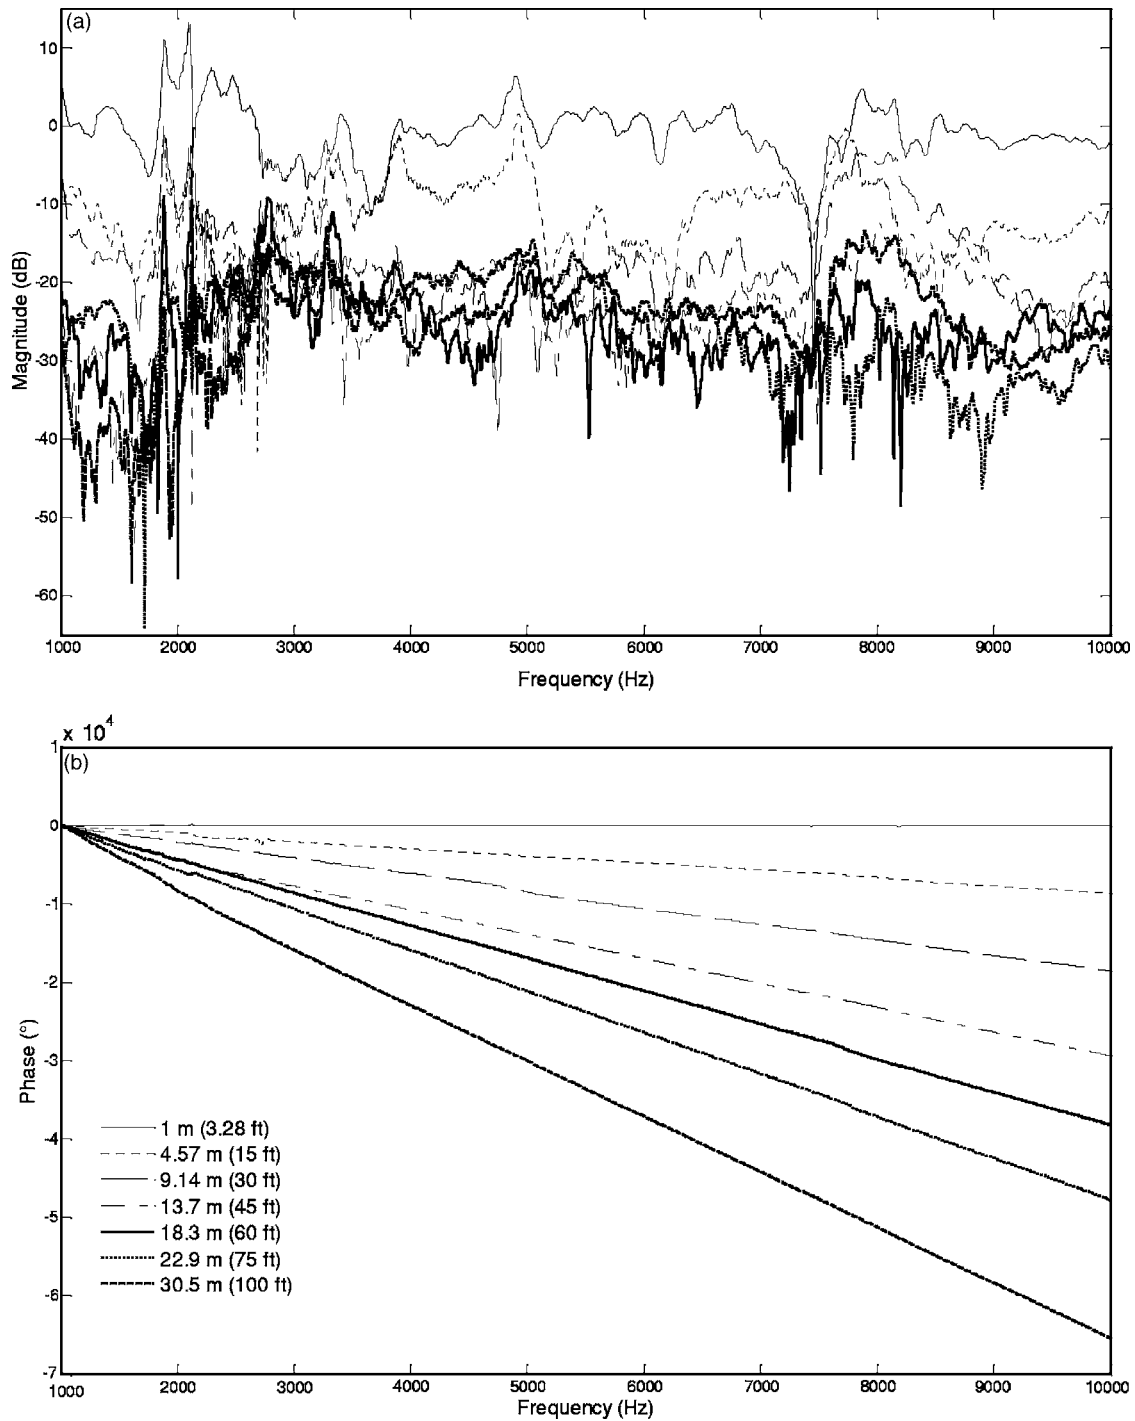 (a)
10
0
-10
-20
-30
-40
-50
-60
Magnitude (dB)
1000 2000 3000 4000 5000 6000 7000 8000 9000 10000
Frequency (Hz)
x 10^4
(b)
1
0
-1
-2
-3
-4
-5
-6
-7
Phase (°)
1 m (3.28 ft)
4.57 m (15 ft)
9.14 m (30 ft)
13.7 m (45 ft)
18.3 m (60 ft)
22.9 m (75 ft)
30.5 m (100 ft)
1000 2000 3000 4000 5000 6000 7000 8000 9000 10000
Frequency (Hz)